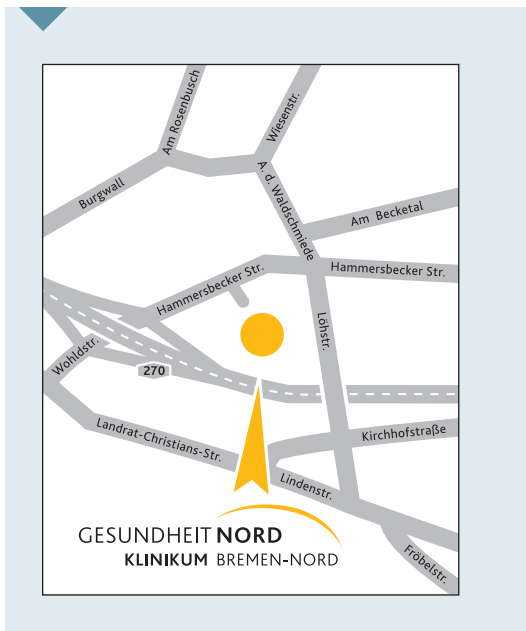 Am Rosenbusch
Wiesenstr.
Burgwall
A. d. Waldschmiede
Am Becketal
Hammersbecker Str.
Hammersbecker Str.
Löhstr.
Wohldstr.
270
Landrat-Christians-Str.
Kirchhofstraße
Lindenstr.
Fröbelstr.
GESUNDHEIT NORD
KLINIKUM BREMEN-NORD